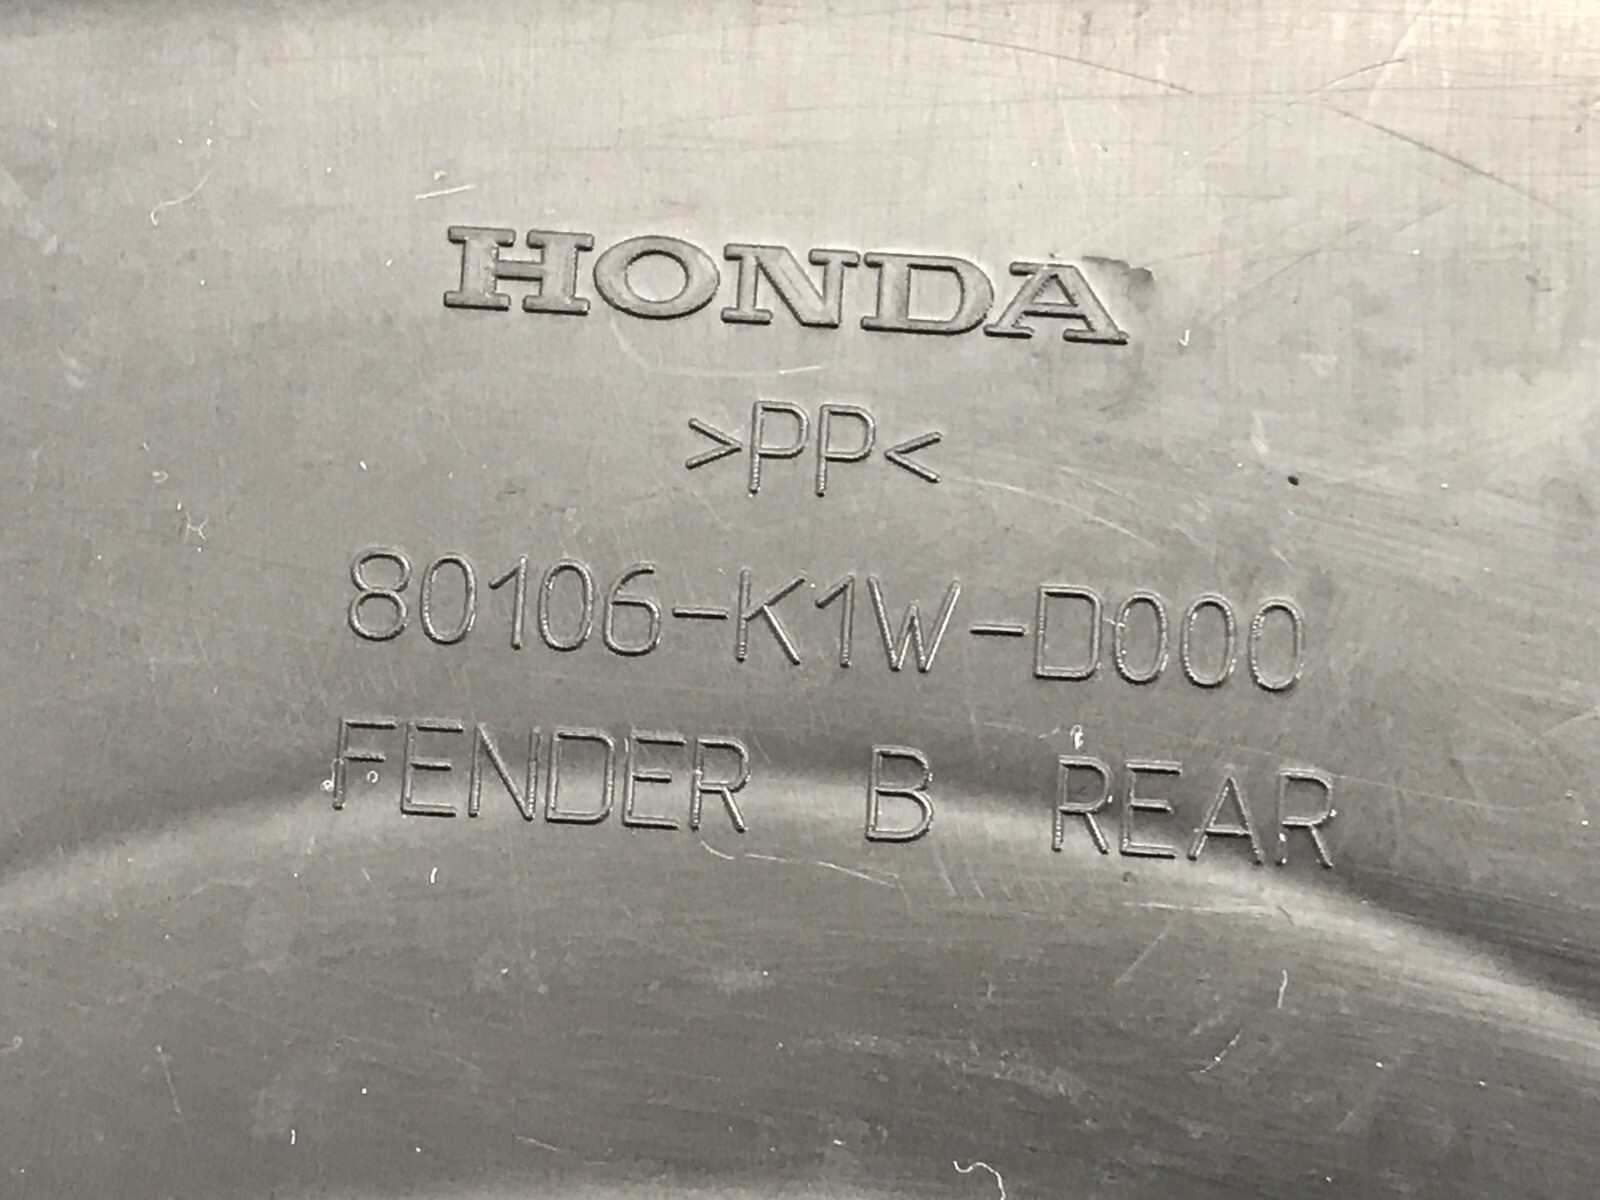 HONDA
>PP<
80106-K1W-D000
FENDER B REAR